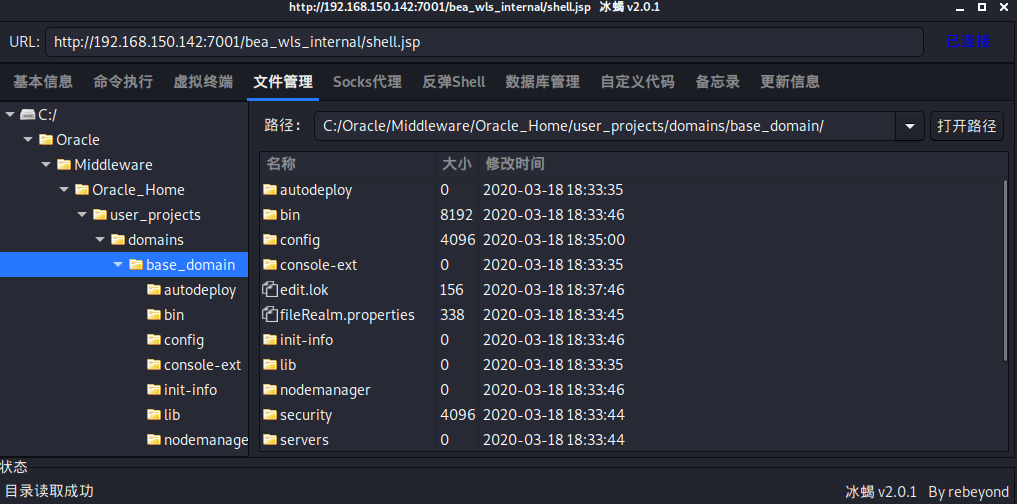 http://192.168.150.142:7001/bea_wls_internal/shell.jsp 冰蝎 v2.0.1
URL: http://192.168.150.142:7001/bea_wls_internal/shell.jsp 已连接
基本信息 命令执行 虚拟终端 文件管理 Socks代理 反弹Shell 数据库管理 自定义代码 备忘录 更新信息
C:/
Oracle
Middleware
Oracle_Home
user_projects
domains
base_domain
autodeploy
bin
config
console-ext
init-info
lib
nodemanage
路径： C:/Oracle/Middleware/Oracle_Home/user_projects/domains/base_domain/ 打开路径
名称 大小 修改时间
autodeploy 0 2020-03-18 18:33:35
bin 8192 2020-03-18 18:33:46
config 4096 2020-03-18 18:35:00
console-ext 0 2020-03-18 18:33:35
edit.lok 156 2020-03-18 18:37:46
fileRealm.properties 338 2020-03-18 18:33:45
init-info 0 2020-03-18 18:33:46
lib 0 2020-03-18 18:33:35
nodemanager 0 2020-03-18 18:33:46
security 4096 2020-03-18 18:33:44
servers 0 2020-03-18 18:33:44
状态
目录读取成功 冰蝎 v2.0.1 By rebeyond